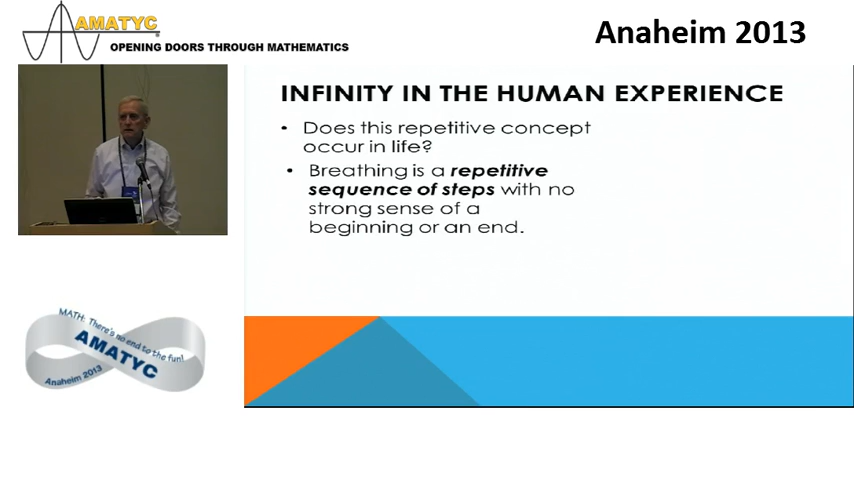 AMATYC
OPENING DOORS THROUGH MATHEMATICS
Anaheim 2013
INFINITY IN THE HUMAN EXPERIENCE
• Does this repetitive concept
occur in life?
• Breathing is a repetitive
sequence of steps with no
strong sense of a
beginning or an end.
MATH: There's no end to the fun!
AMATYC
Anaheim 2013